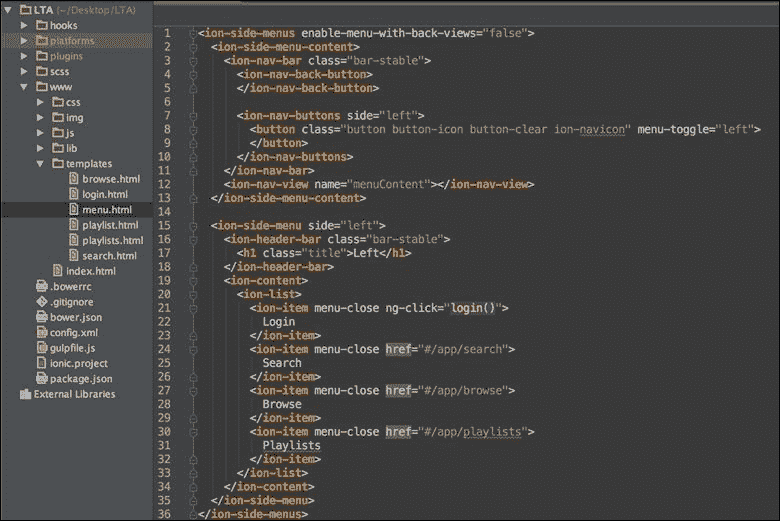 LTA (~/Desktop/LTA)
hooks
platforms
plugins
scss
www
css
img
js
lib
templates
browse.html
login.html
menu.html
playlist.html
playlists.html
search.html
index.html
.bowerrc
.gitignore
bower.json
config.xml
gulpfile.js
ionic.project
package.json
External Libraries
1 <ion-side-menus enable-menu-with-back-views="false">
2 <ion-side-menu-content>
3 <ion-nav-bar class="bar-stable">
4 <ion-nav-back-button>
5 </ion-nav-back-button>
6
7 <ion-nav-buttons side="left">
8 <button class="button button-icon button-clear ion-navicon" menu-toggle="left">
9 </button>
10 </ion-nav-buttons>
11 </ion-nav-bar>
12 <ion-nav-view name="menuContent"></ion-nav-view>
13 </ion-side-menu-content>
14
15 <ion-side-menu side="left">
16 <ion-header-bar class="bar-stable">
17 <h1 class="title">Left</h1>
18 </ion-header-bar>
19 <ion-content>
20 <ion-list>
21 <ion-item menu-close ng-click="login()">
22 Login
23 </ion-item>
24 <ion-item menu-close href="#/app/search">
25 Search
26 </ion-item>
27 <ion-item menu-close href="#/app/browse">
28 Browse
29 </ion-item>
30 <ion-item menu-close href="#/app/playlists">
31 Playlists
32 </ion-item>
33 </ion-list>
34 </ion-content>
35 </ion-side-menu>
36 </ion-side-menus>